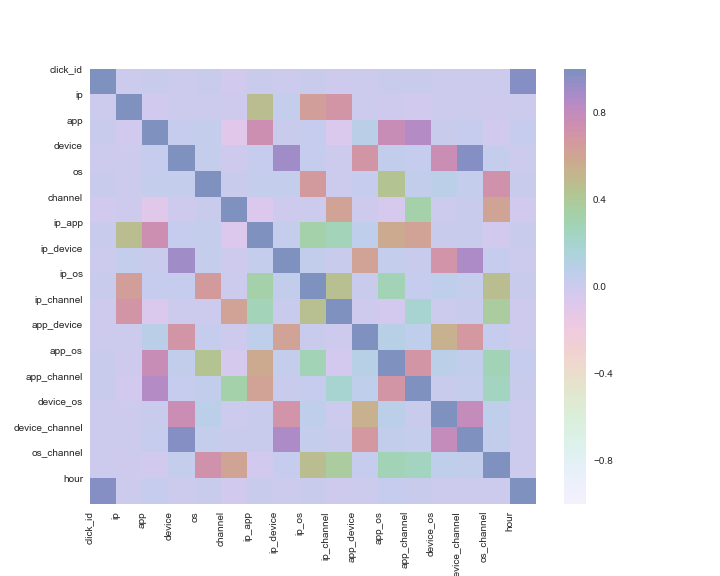 click_id
ip
app
device
os
channel
ip_app
ip_device
ip_os
ip_channel
app_device
app_os
app_channel
device_os
device_channel
os_channel
hour
0.8
0.4
0.0
−0.4
−0.8
click_id
ip
app
device
os
channel
ip_app
ip_device
ip_os
ip_channel
app_device
app_os
app_channel
device_os
evice_channel
os_channel
hour